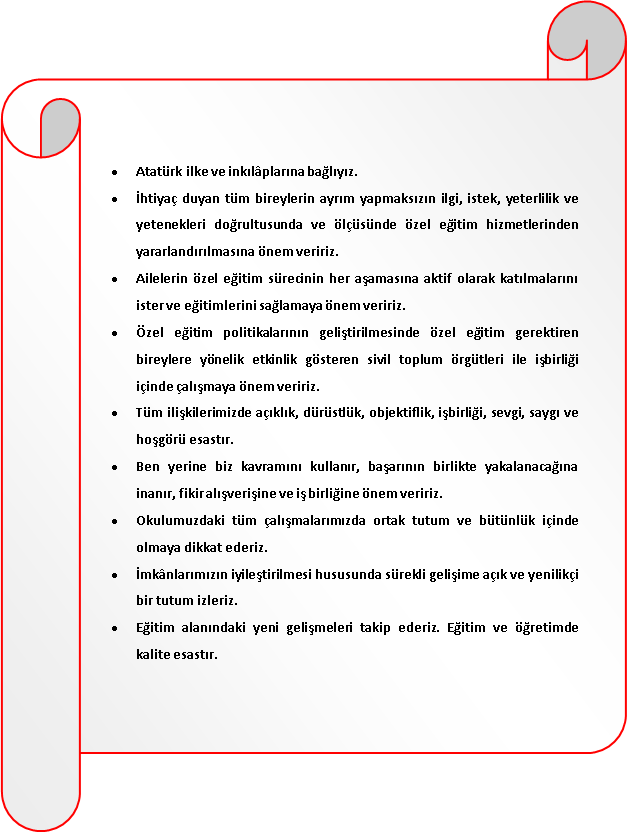 • Atatürk ilke ve inkılâplarına bağlıyız.
• İhtiyaç duyan tüm bireylerin ayrım yapmaksızın ilgi, istek, yeterlilik ve
yetenekleri doğrultusunda ve ölçüsünde özel eğitim hizmetlerinden
yararlandırılmasına önem veririz.
• Ailelerin özel eğitim sürecinin her aşamasına aktif olarak katılmalarını
ister ve eğitimlerini sağlamaya önem veririz.
• Özel eğitim politikalarının geliştirilmesinde özel eğitim gerektiren
bireylere yönelik etkinlik gösteren sivil toplum örgütleri ile işbirliği
içinde çalışmaya önem veririz.
• Tüm ilişkilerimizde açıklık, dürüstlük, objektiflik, işbirliği, sevgi, saygı ve
hoşgörü esastır.
• Ben yerine biz kavramını kullanır, başarının birlikte yakalanacağına
inanır, fikir alışverişine ve iş birliğine önem veririz.
• Okulumuzdaki tüm çalışmalarımızda ortak tutum ve bütünlük içinde
olmaya dikkat ederiz.
• İmkânlarımızın iyileştirilmesi hususunda sürekli gelişime açık ve yenilikçi
bir tutum izleriz.
• Eğitim alanındaki yeni gelişmeleri takip ederiz. Eğitim ve öğretimde
kalite esastır.